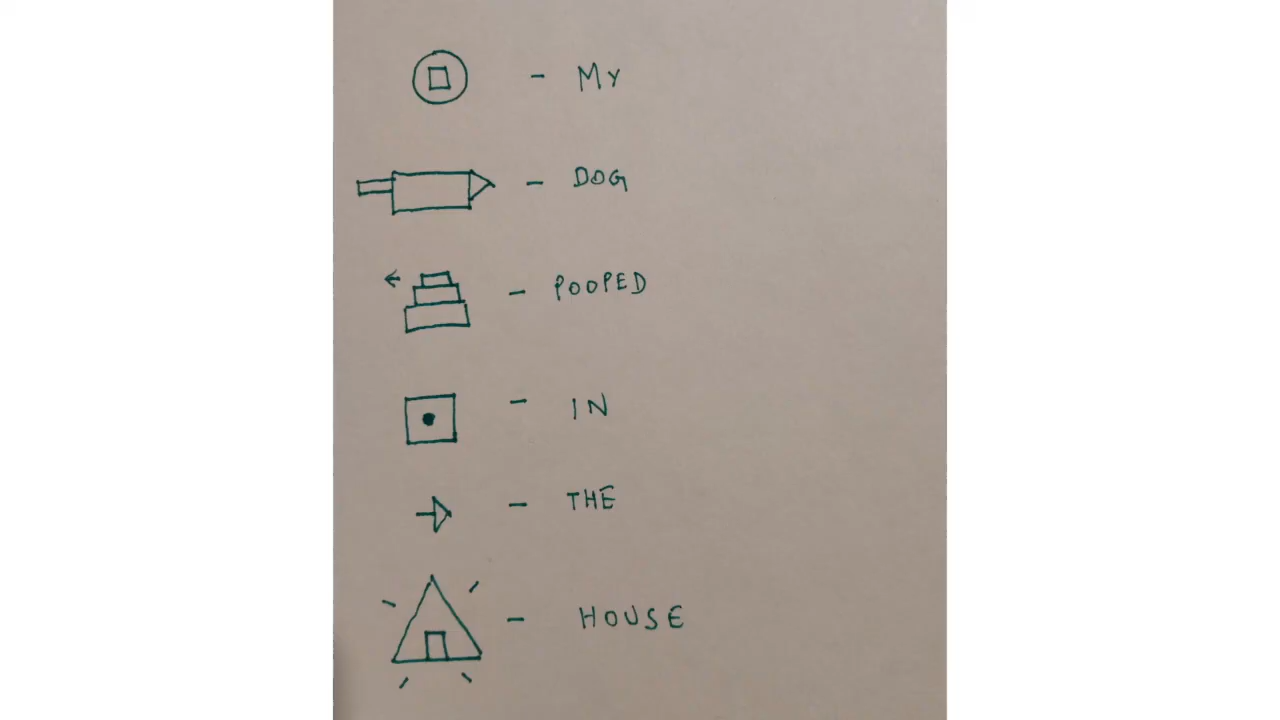 - MY
- DOG
- POOPED
- IN
- THE
- HOUSE